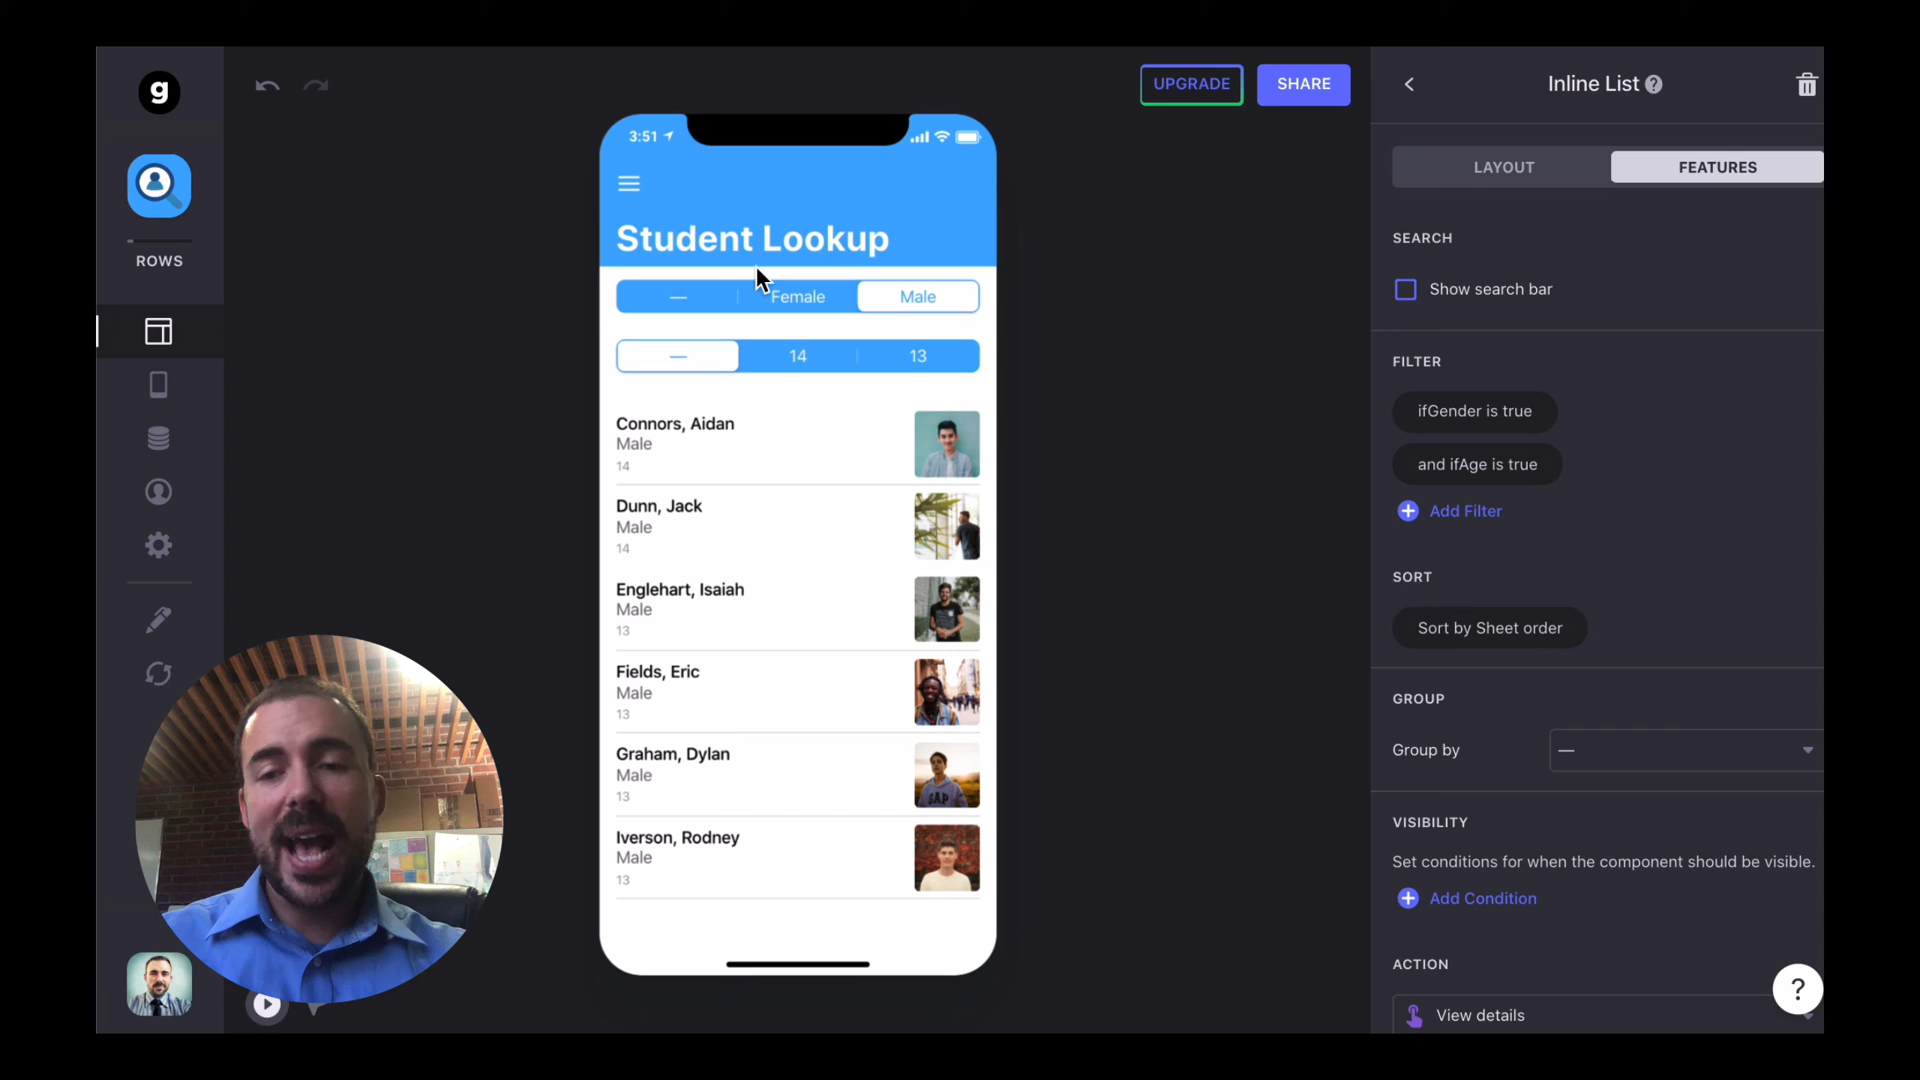 g
ROWS
UPGRADE
SHARE
3:51
Student Lookup
— Female Male
— 14 13
Connors, Aidan
Male
14
Dunn, Jack
Male
14
Englehart, Isaiah
Male
13
Fields, Eric
Male
13
Graham, Dylan
Male
13
GAP
Iverson, Rodney
Male
13
Inline List ?
LAYOUT FEATURES
SEARCH
Show search bar
FILTER
ifGender is true
and ifAge is true
Add Filter
SORT
Sort by Sheet order
GROUP
Group by —
VISIBILITY
Set conditions for when the component should be visible.
Add Condition
ACTION
View details
?